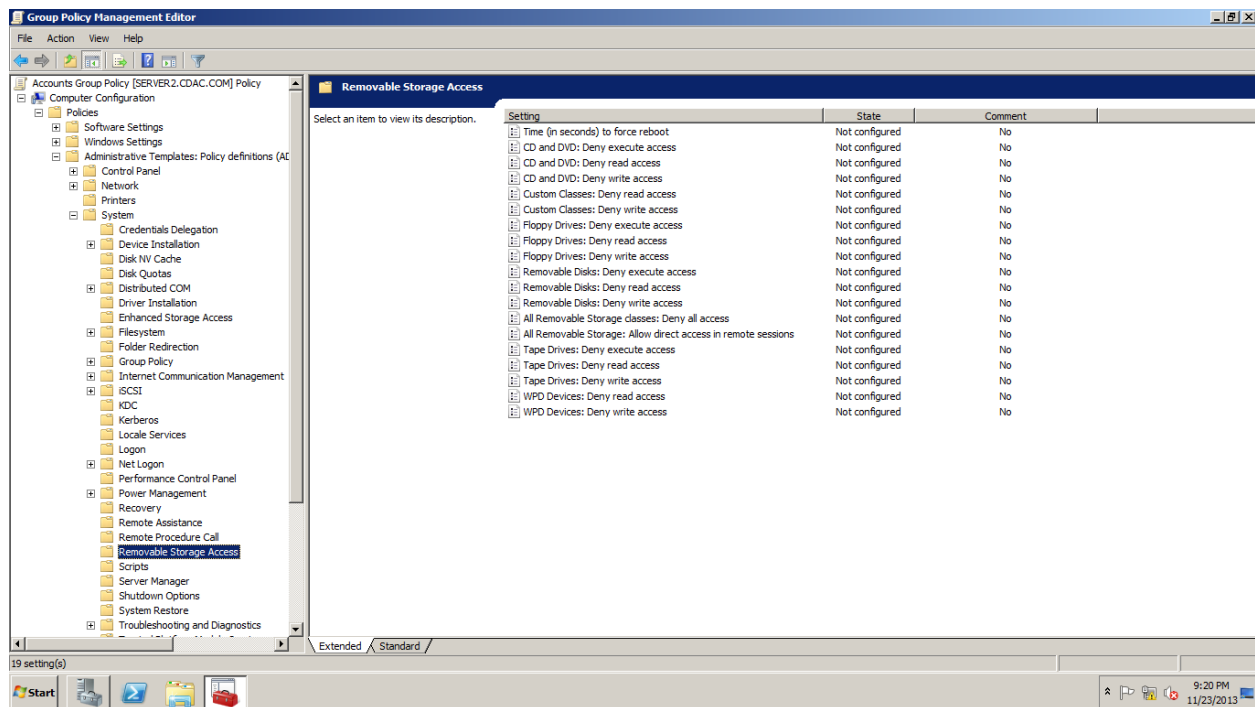 Group Policy Management Editor
File Action View Help
Accounts Group Policy [SERVER2.CDAC.COM] Policy
Computer Configuration
Policies
Software Settings
Windows Settings
Administrative Templates: Policy definitions (AD
Control Panel
Network
Printers
System
Credentials Delegation
Device Installation
Disk NV Cache
Disk Quotas
Distributed COM
Driver Installation
Enhanced Storage Access
Filesystem
Folder Redirection
Group Policy
Internet Communication Management
iSCSI
KDC
Kerberos
Locale Services
Logon
Net Logon
Performance Control Panel
Power Management
Recovery
Remote Assistance
Remote Procedure Call
Removable Storage Access
Scripts
Server Manager
Shutdown Options
System Restore
Troubleshooting and Diagnostics
Removable Storage Access
Select an item to view its description.
Setting State Comment
Time (in seconds) to force reboot Not configured No
CD and DVD: Deny execute access Not configured No
CD and DVD: Deny read access Not configured No
CD and DVD: Deny write access Not configured No
Custom Classes: Deny read access Not configured No
Custom Classes: Deny write access Not configured No
Floppy Drives: Deny execute access Not configured No
Floppy Drives: Deny read access Not configured No
Floppy Drives: Deny write access Not configured No
Removable Disks: Deny execute access Not configured No
Removable Disks: Deny read access Not configured No
Removable Disks: Deny write access Not configured No
All Removable Storage classes: Deny all access Not configured No
All Removable Storage: Allow direct access in remote sessions Not configured No
Tape Drives: Deny execute access Not configured No
Tape Drives: Deny read access Not configured No
Tape Drives: Deny write access Not configured No
WPD Devices: Deny read access Not configured No
WPD Devices: Deny write access Not configured No
Extended Standard
19 setting(s)
Start
9:20 PM
11/23/2013